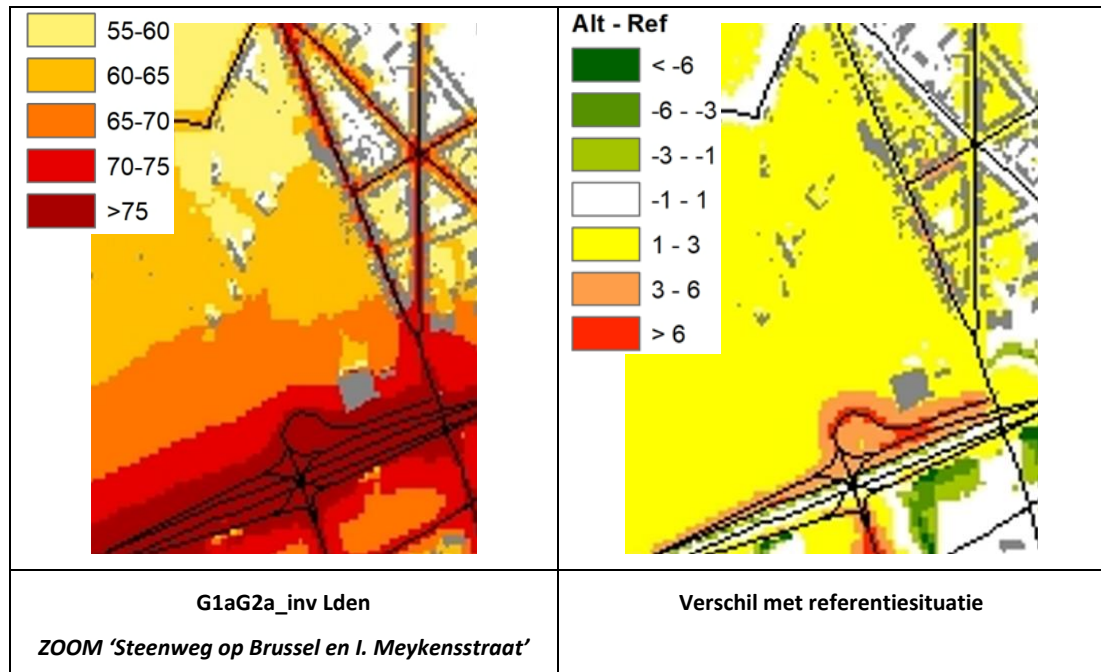 55-60
60-65
65-70
70-75
>75
Alt - Ref
< -6
-6 - -3
-3 - -1
-1 - 1
1 - 3
3 - 6
> 6
G1aG2a_inv Lden
ZOOM ‘Steenweg op Brussel en I. Meykensstraat’
Verschil met referentiesituatie